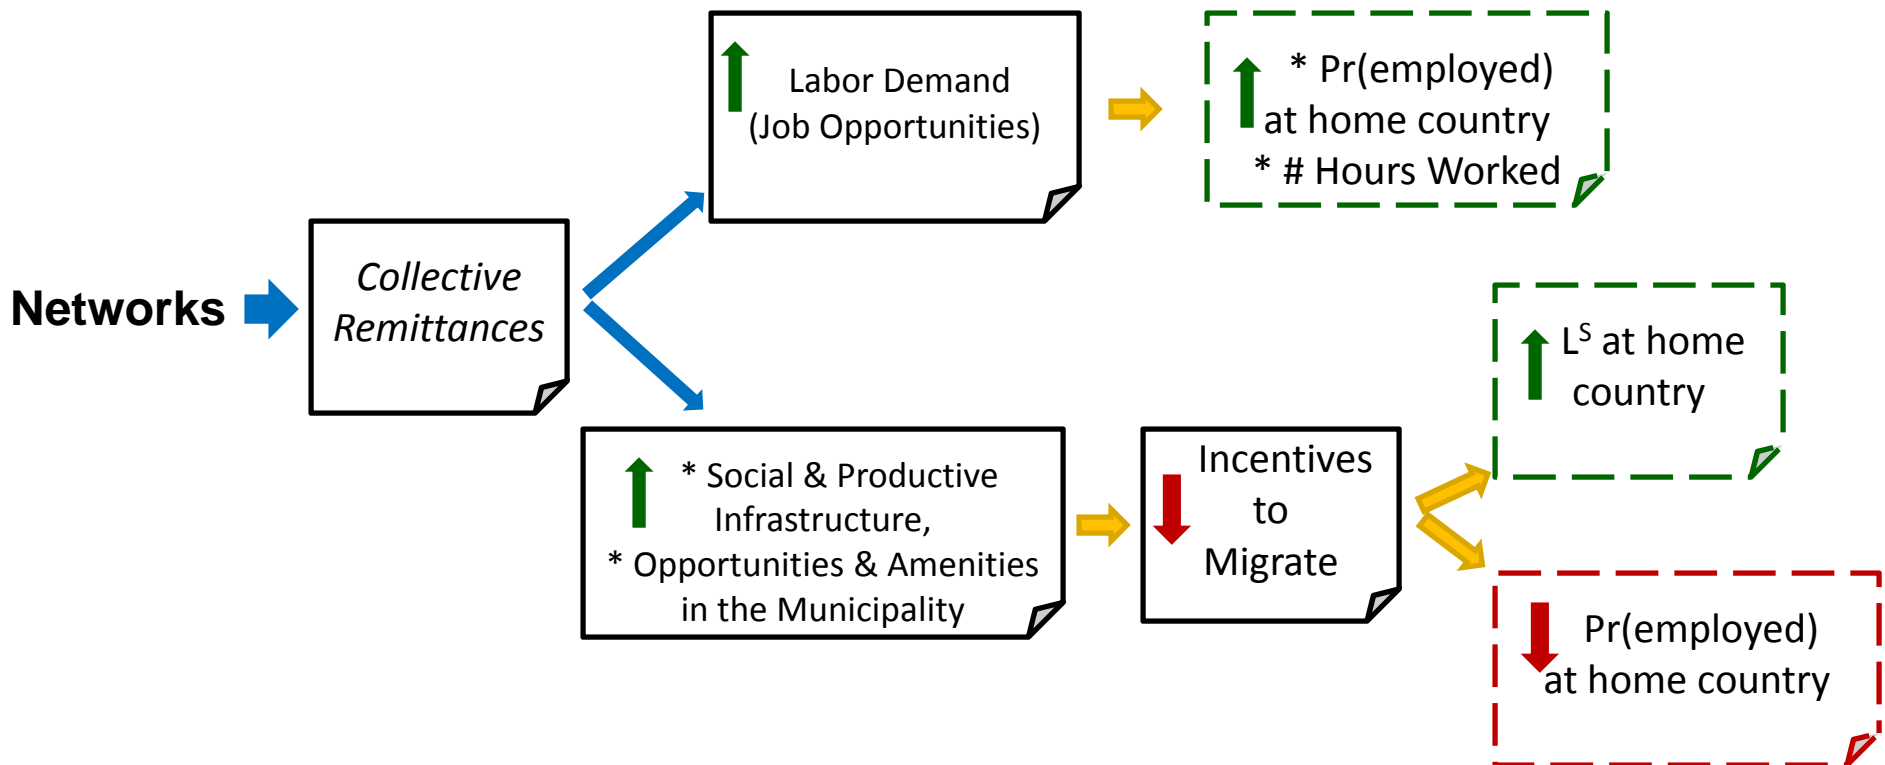 Networks
Collective
Remittances
Labor Demand
(Job Opportunities)
* Pr(employed)
at home country
* # Hours Worked
* Social & Productive
Infrastructure,
* Opportunities & Amenities
in the Municipality
Incentives
to
Migrate
Lˢ at home
country
Pr(employed)
at home country